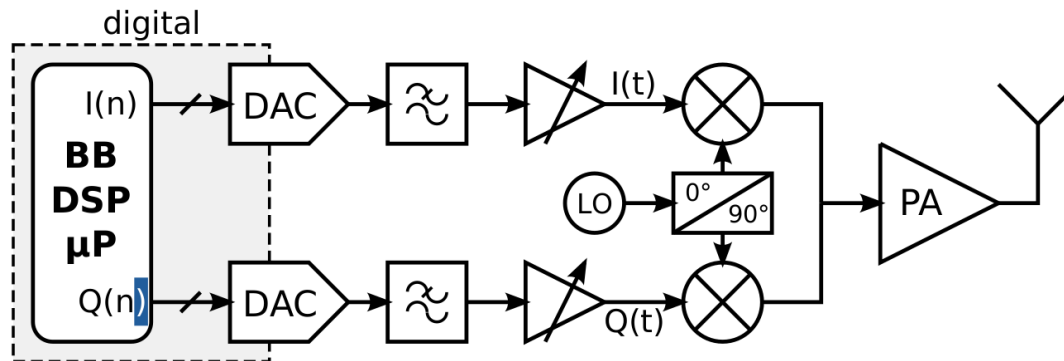 digital
I(n)
BB
DSP
µP
Q(n)
DAC
I(t)
LO
0°
90°
PA
DAC
Q(t)